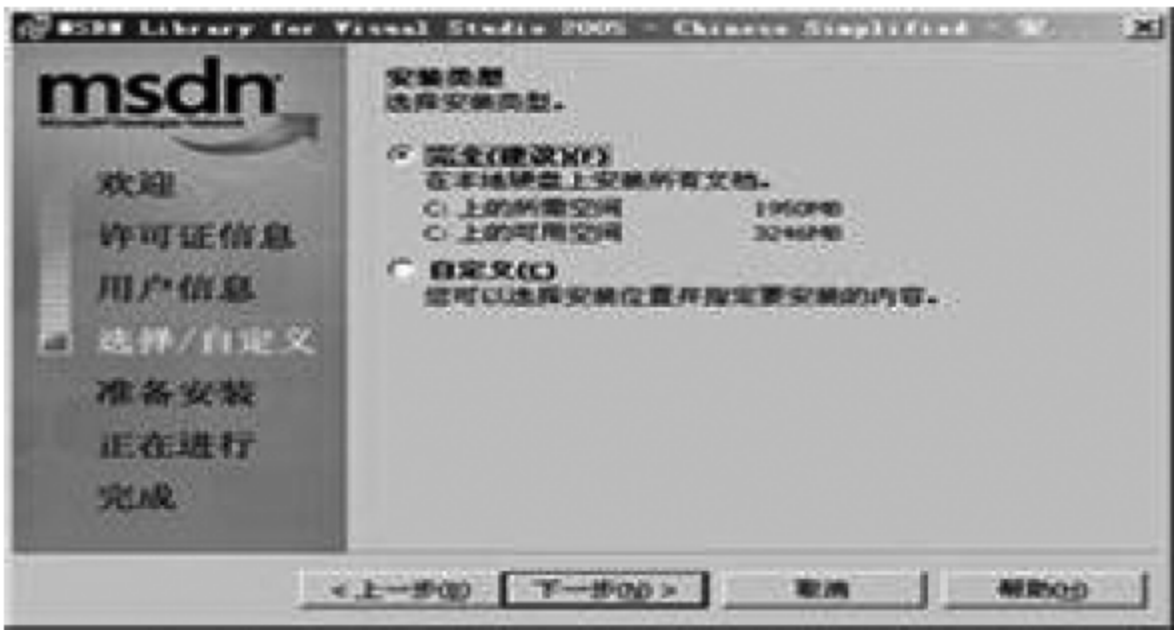 MSDN Library for Visual Studio 2005 - Chinese Simplified -
msdn
Microsoft Developer Network
欢迎
许可证信息
用户信息
选择/自定义
准备安装
正在进行
完成
安装类型
选择安装类型。
完全(建议)(F)
在本地硬盘上安装所有文档。
C: 上的所需空间 1950MB
C: 上的可用空间 3246MB
自定义(C)
您可以选择安装位置并指定要安装的内容。
< 上一步(B)
下一步(N) >
取消
帮助(H)